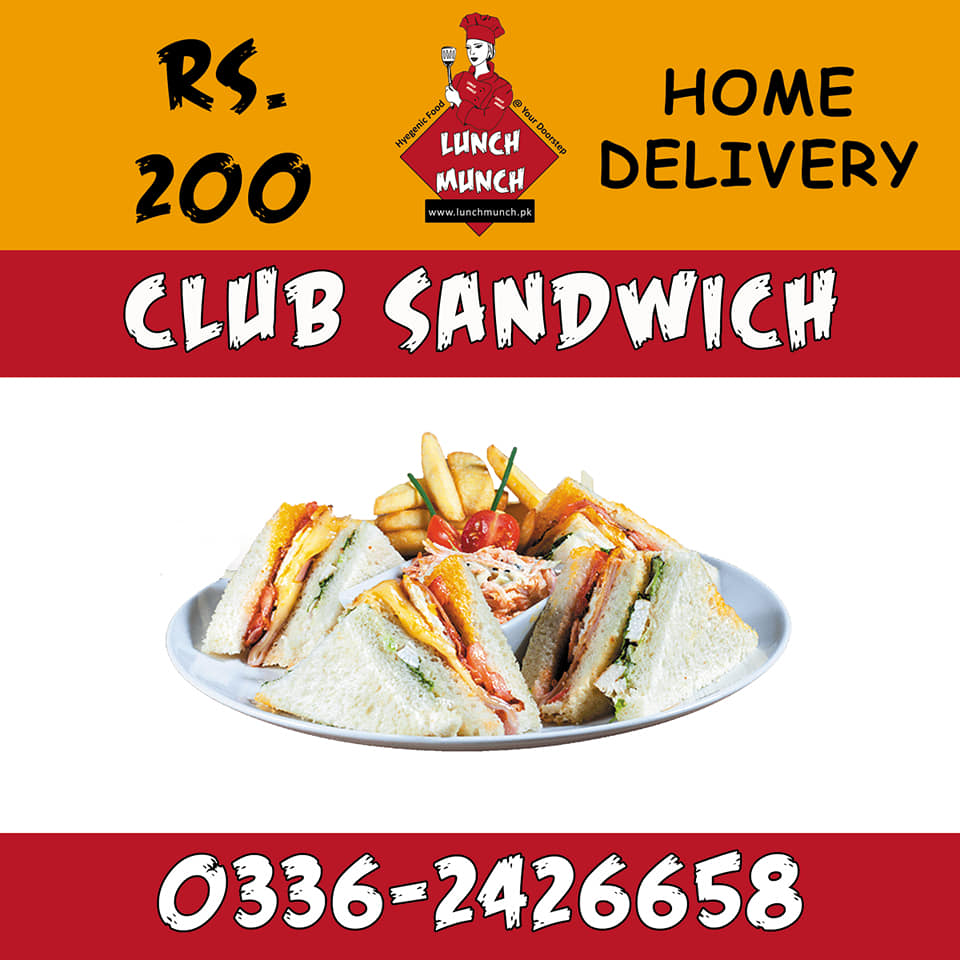 RS.
200
Hyegenic Food
@ Your Doorstep
LUNCH
MUNCH
www.lunchmunch.pk
HOME
DELIVERY
CLUB SANDWICH
0336-2426658